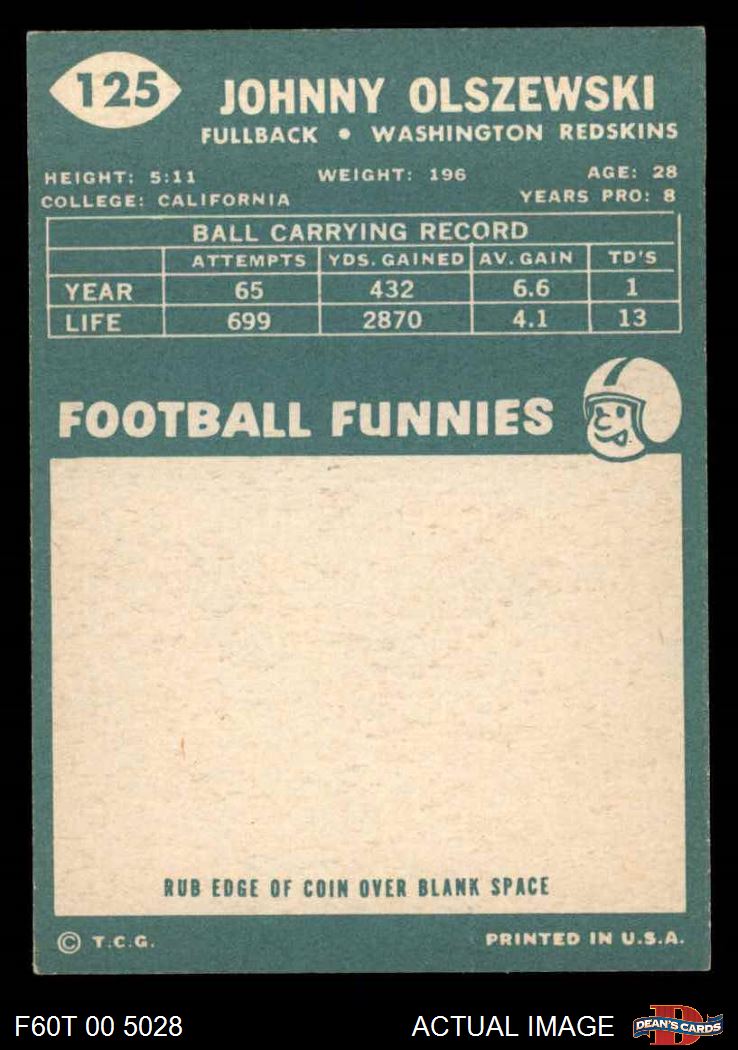 125
JOHNNY OLSZEWSKI
FULLBACK • WASHINGTON REDSKINS
HEIGHT: 5:11 WEIGHT: 196 AGE: 28
COLLEGE: CALIFORNIA YEARS PRO: 8
BALL CARRYING RECORD
ATTEMPTS YDS. GAINED AV. GAIN TD'S
YEAR 65 432 6.6 1
LIFE 699 2870 4.1 13
FOOTBALL FUNNIES
RUB EDGE OF COIN OVER BLANK SPACE
© T.C.G. PRINTED IN U.S.A.
F60T 00 5028 ACTUAL IMAGE D DEAN'S CARDS